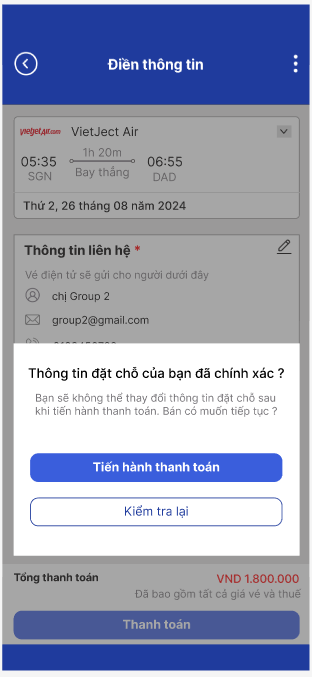 Điền thông tin
vietjetAir.com VietJect Air
1h 20m
05:35 06:55
Bay thẳng
SGN DAD
Thứ 2, 26 tháng 08 năm 2024
Thông tin liên hệ *
Vé điện tử sẽ gửi cho người dưới đây
chị Group 2
group2@gmail.com
Thông tin đặt chỗ của bạn đã chính xác ?
Bạn sẽ không thể thay đổi thông tin đặt chỗ sau
khi tiến hành thanh toán. Bán có muốn tiếp tục ?
Tiến hành thanh toán
Kiểm tra lại
Tổng thanh toán VND 1.800.000
Đã bao gồm tất cả giá vé và thuế
Thanh toán